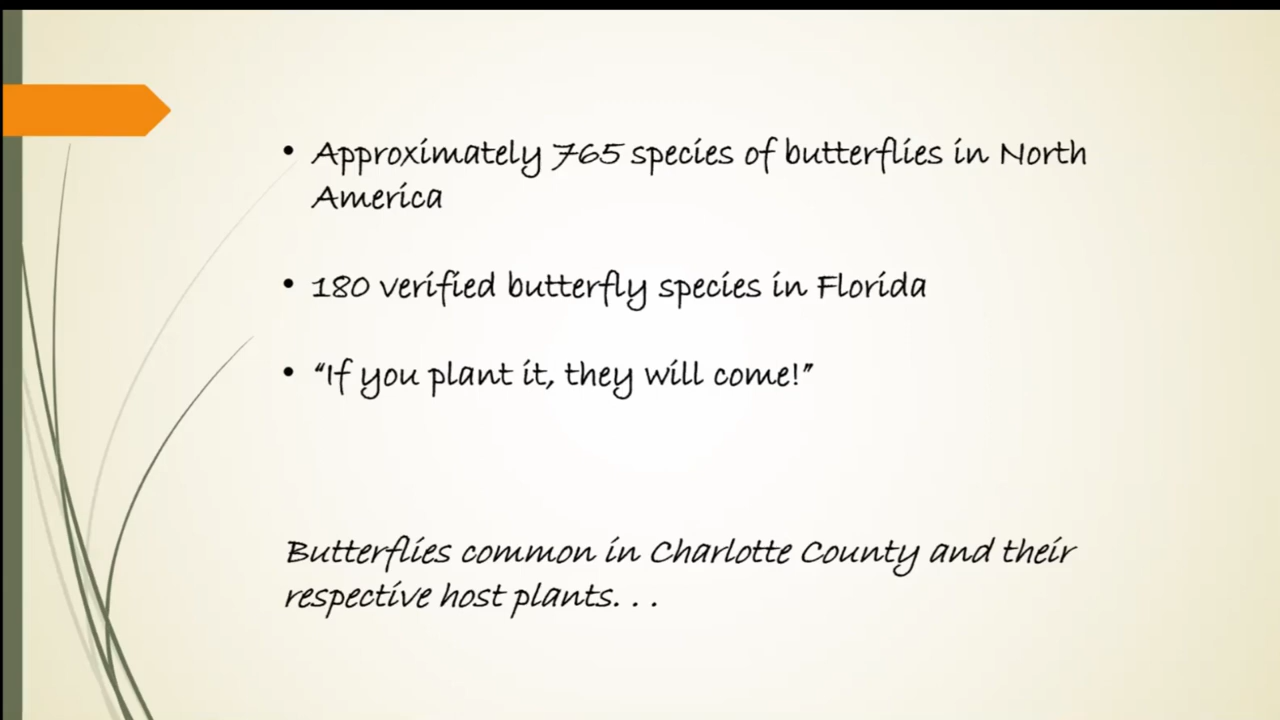 • Approximately 765 species of butterflies in North
America
• 180 verified butterfly species in Florida
• “If you plant it, they will come!”
Butterflies common in Charlotte County and their
respective host plants. . .